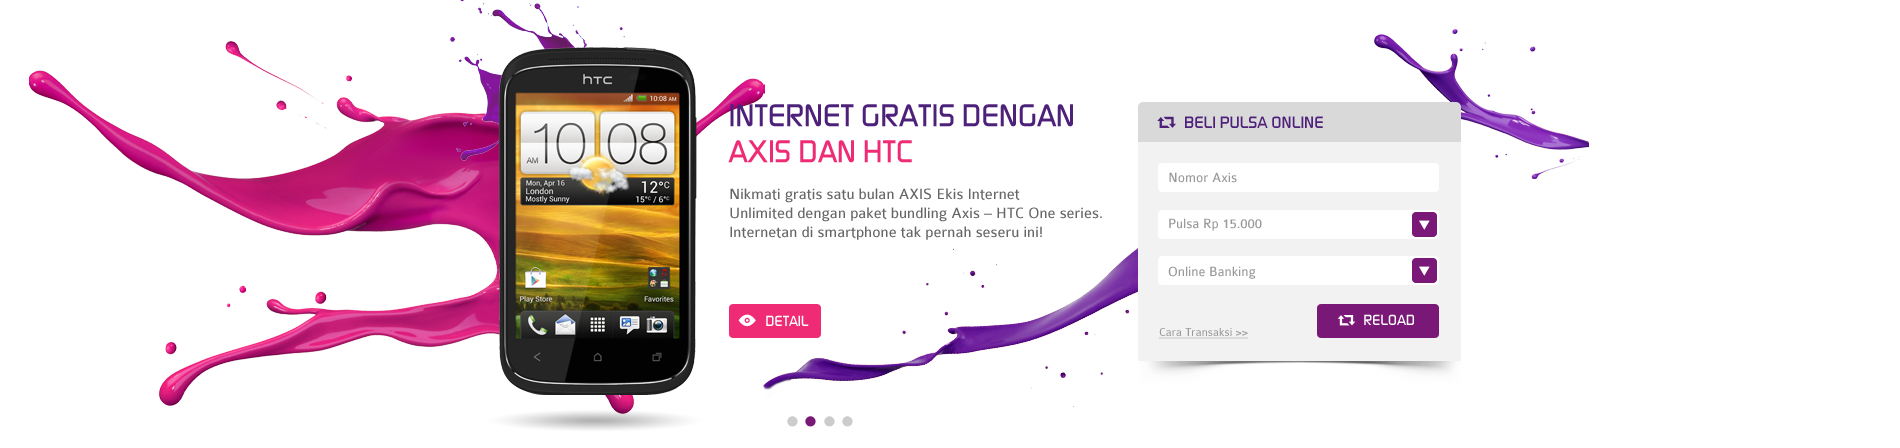 hTC
10:08 AM
10 08
AM
Mon, Apr 16
London
Mostly Sunny
12°C
15°C / 6°C
Play Store
Favorites
INTERNET GRATIS DENGAN
AXIS DAN HTC
Nikmati gratis satu bulan AXIS Ekis Internet
Unlimited dengan paket bundling Axis – HTC One series.
Internetan di smartphone tak pernah seseru ini!
DETAIL
BELI PULSA ONLINE
Nomor Axis
Pulsa Rp 15.000
Online Banking
Cara Transaksi >>
RELOAD